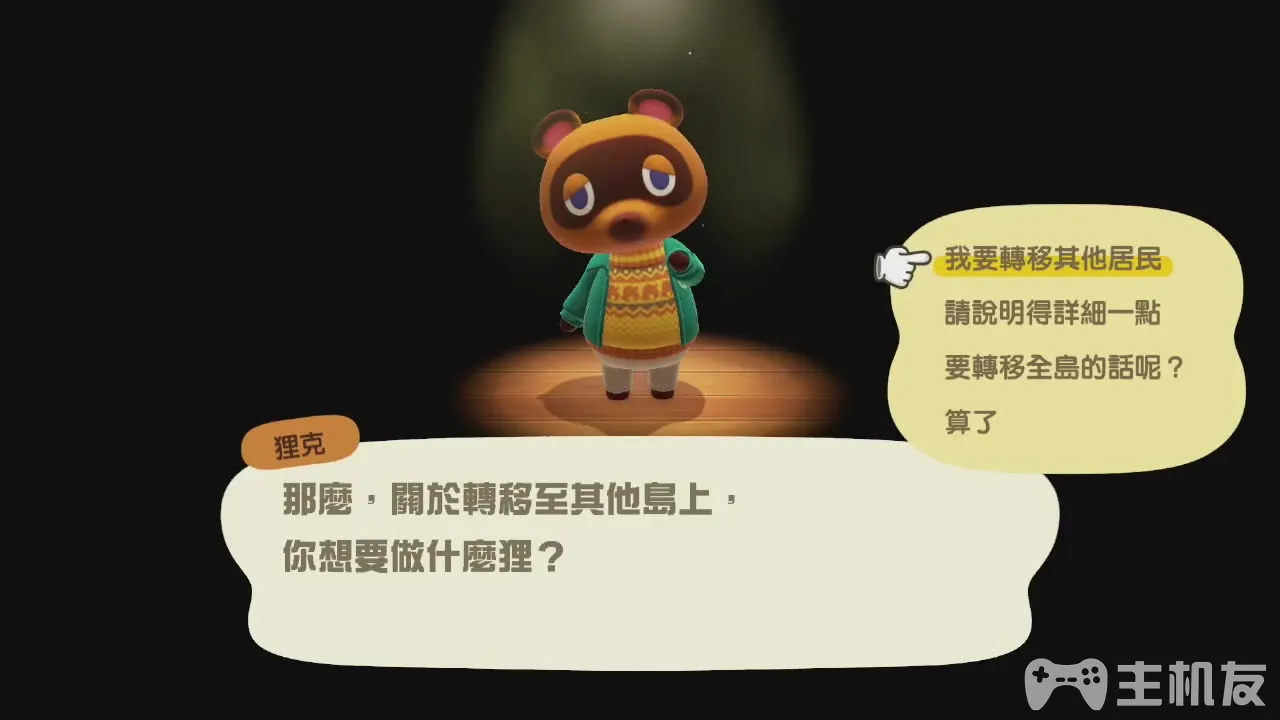 我要轉移其他居民
請說明得詳細一點
要轉移全島的話呢？
算了
狸克
那麼，關於轉移至其他島上，
你想要做什麼狸？
主机友